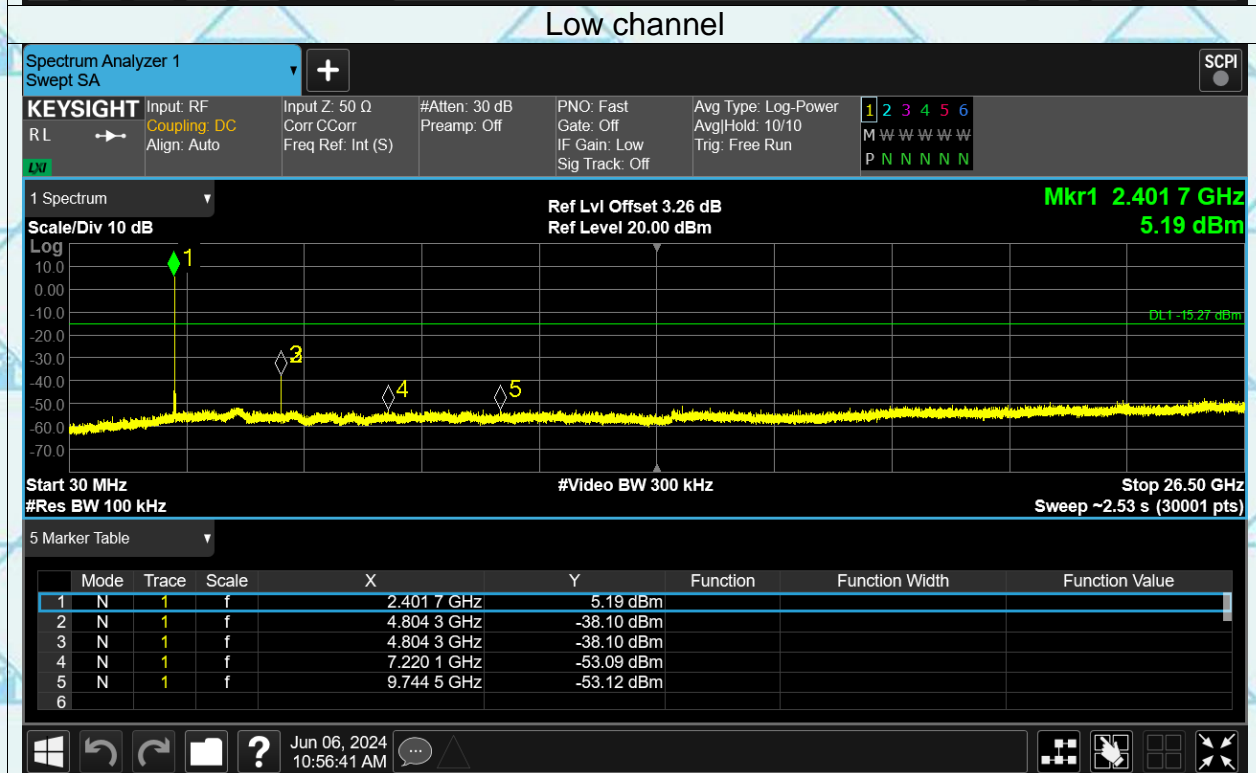 Low channel
Spectrum Analyzer 1
Swept SA
SCPI
KEYSIGHT
RL
LXI
Input: RF
Coupling: DC
Align: Auto
Input Z: 50 Ω
Corr CCorr
Freq Ref: Int (S)
#Atten: 30 dB
Preamp: Off
PNO: Fast
Gate: Off
IF Gain: Low
Sig Track: Off
Avg Type: Log-Power
Avg|Hold: 10/10
Trig: Free Run
1 2 3 4 5 6
M W W W W W
P N N N N N
1 Spectrum
Scale/Div 10 dB
Ref Lvl Offset 3.26 dB
Ref Level 20.00 dBm
Mkr1 2.401 7 GHz
5.19 dBm
Log
10.0
0.00
-10.0
-20.0
-30.0
-40.0
-50.0
-60.0
-70.0
1
3
4
5
DL1 -15.27 dBm
Start 30 MHz
#Video BW 300 kHz
Stop 26.50 GHz
#Res BW 100 kHz
Sweep ~2.53 s (30001 pts)
5 Marker Table
Mode Trace Scale X Y Function Function Width Function Value
1 N 1 f 2.401 7 GHz 5.19 dBm
2 N 1 f 4.804 3 GHz -38.10 dBm
3 N 1 f 4.804 3 GHz -38.10 dBm
4 N 1 f 7.220 1 GHz -53.09 dBm
5 N 1 f 9.744 5 GHz -53.12 dBm
6
?
Jun 06, 2024
10:56:41 AM